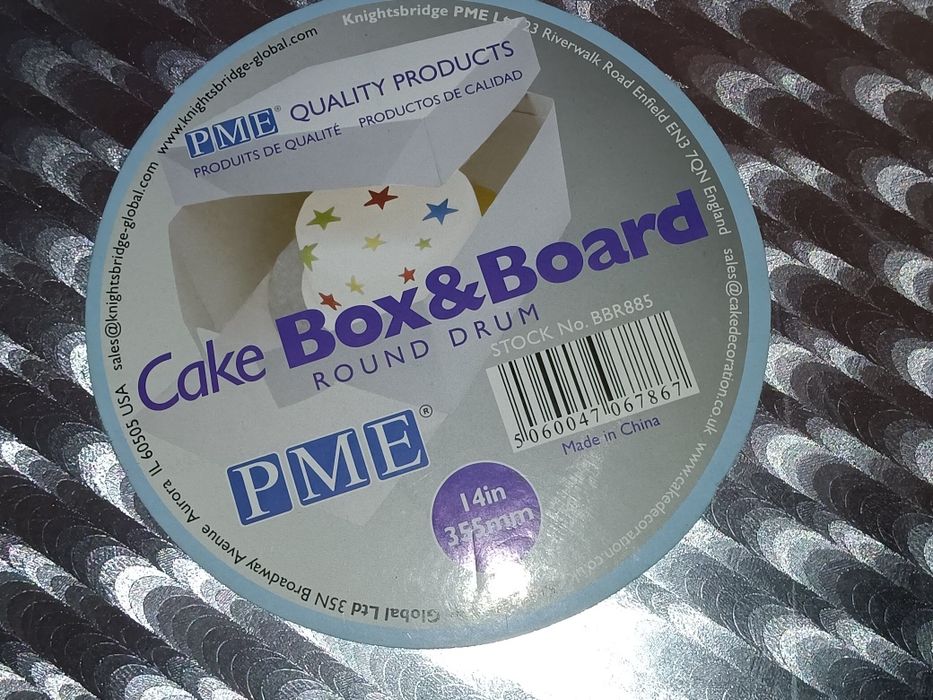 PME® QUALITY PRODUCTS
PRODUITS DE QUALITÉ PRODUCTOS DE CALIDAD
Cake Box&Board
ROUND DRUM
STOCK No. BBR885
5 060047 067867
Made in China
PME®
14in
355mm
Knightsbridge PME 23 Riverwalk Road Enfield EN3 7QN England sales@cakedecoration.co.uk www.cakedecoration.co.uk
Global Ltd 35N Broadway Avenue Aurora IL 60505 USA sales@knightsbridge-global.com www.knightsbridge-global.com